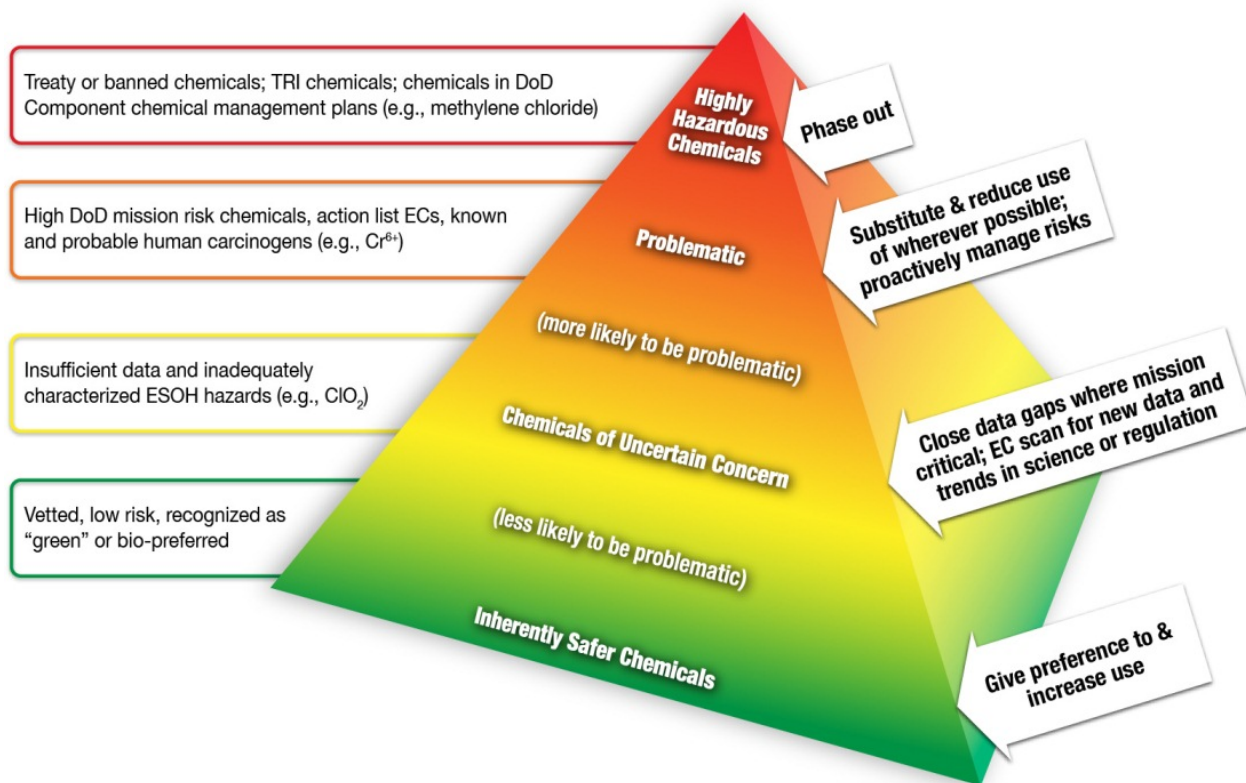 Treaty or banned chemicals; TRI chemicals; chemicals in DoD
Component chemical management plans (e.g., methylene chloride)
Highly
Hazardous
Chemicals
Phase out
High DoD mission risk chemicals, action list ECs, known
and probable human carcinogens (e.g., Cr⁶⁺)
Problematic
Substitute & reduce use
of wherever possible;
proactively manage risks
(more likely to be problematic)
Insufficient data and inadequately
characterized ESOH hazards (e.g., ClO₂)
Chemicals of Uncertain Concern
Close data gaps where mission
critical; EC scan for new data and
trends in science or regulation
(less likely to be problematic)
Vetted, low risk, recognized as
“green” or bio-preferred
Inherently Safer Chemicals
Give preference to &
increase use